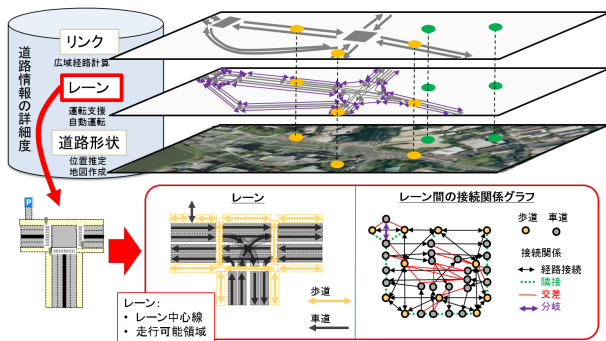 道路情報の詳細度
リンク
広域経路計算
レーン
運転支援
自動運転
道路形状
位置推定
地図作成
P
レーン
レーン:
• レーン中心線
• 走行可能領域
歩道
車道
レーン間の接続関係グラフ
歩道 車道
接続関係
経路接続
隣接
交差
分岐